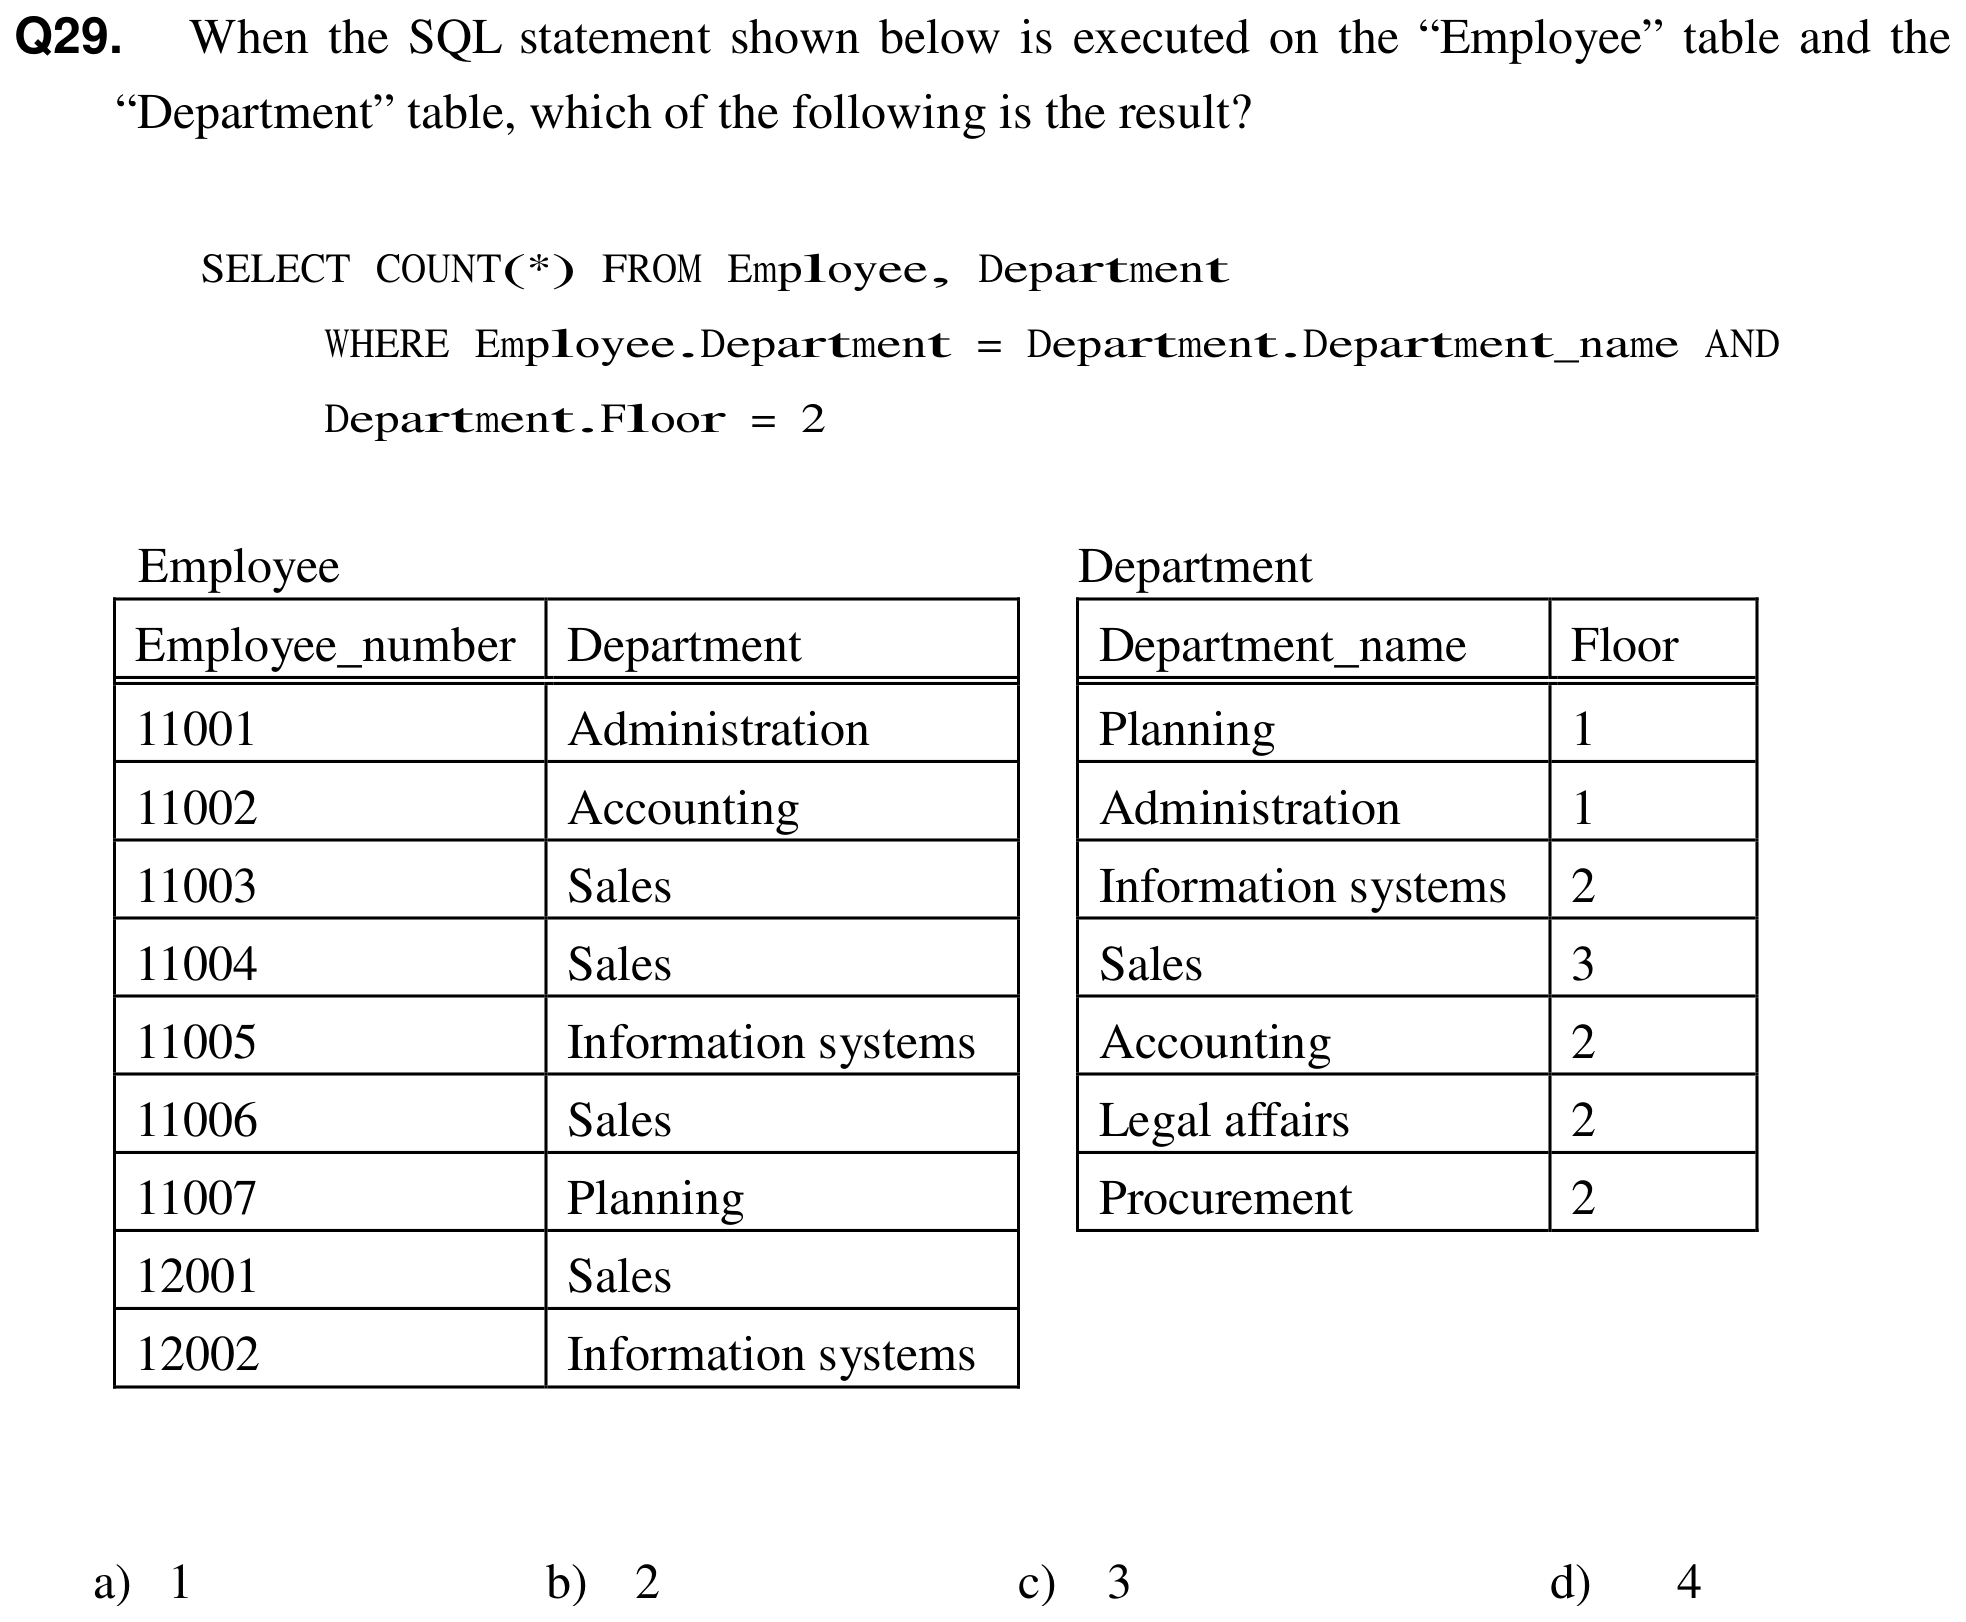 Q29. When the SQL statement shown below is executed on the “Employee” table and the
“Department” table, which of the following is the result?
SELECT COUNT(*) FROM Employee, Department
WHERE Employee.Department = Department.Department_name AND
Department.Floor = 2
Employee Department
Employee_number Department Department_name Floor
11001 Administration Planning 1
11002 Accounting Administration 1
11003 Sales Information systems 2
11004 Sales Sales 3
11005 Information systems Accounting 2
11006 Sales Legal affairs 2
11007 Planning Procurement 2
12001 Sales
12002 Information systems
a) 1 b) 2 c) 3 d) 4